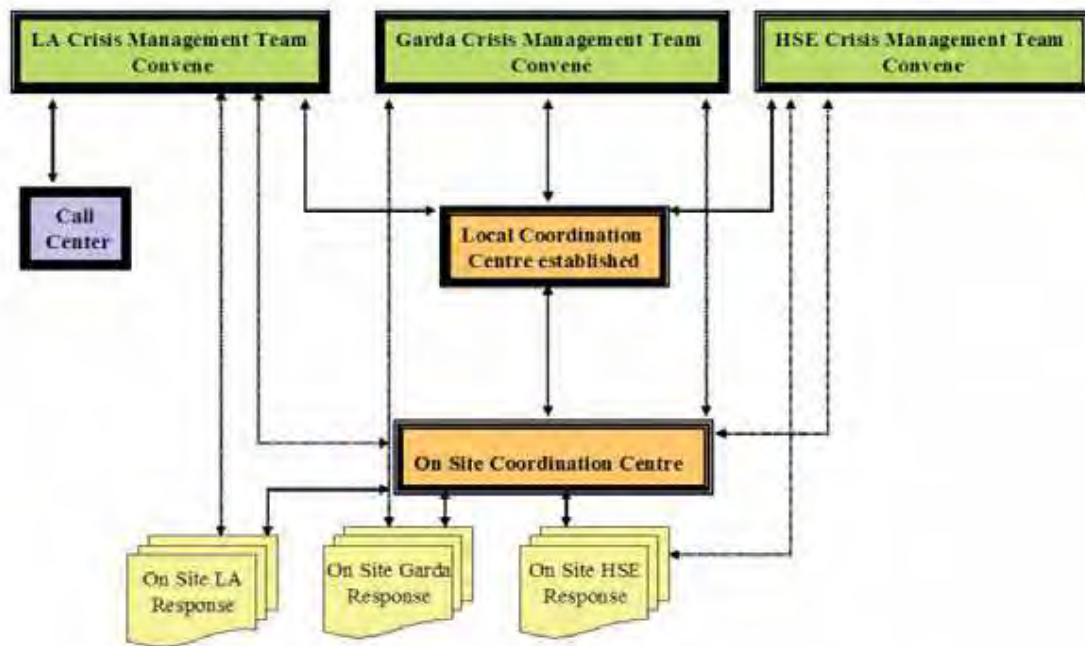 LA Crisis Management Team
Convene
Garda Crisis Management Team
Convene
HSE Crisis Management Team
Convene
Call
Center
Local Coordination
Centre established
On Site Coordination Centre
On Site LA
Response
On Site Garda
Response
On Site HSE
Response